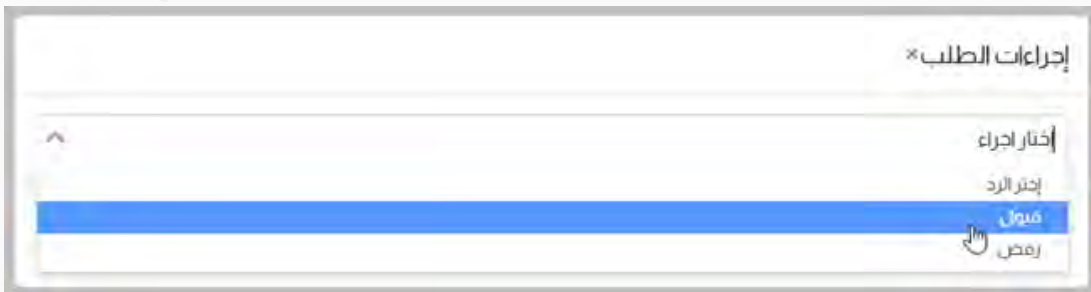 إجراءات الطلب×
اختار اجراء
إختر الرد
قبول
رفض